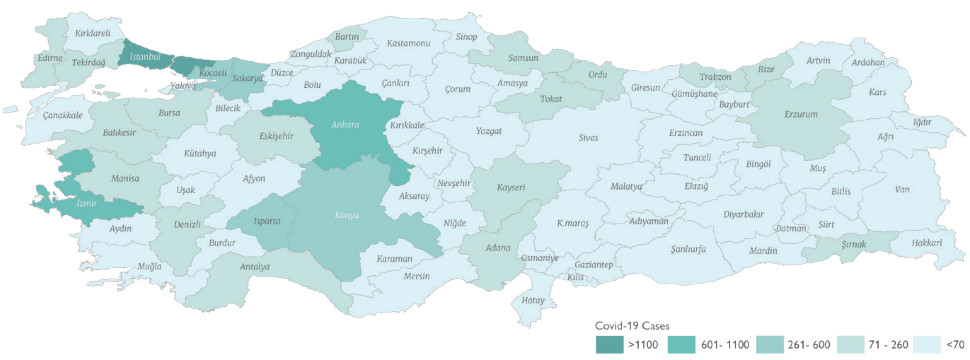 Kırklareli
Edirne
Tekirdağ
İstanbul
Kocaeli
Sakarya
Yalova
Düzce
Zonguldak
Bartın
Karabük
Kastamonu
Sinop
Bolu
Çankırı
Çorum
Samsun
Amasya
Ordu
Tokat
Giresun
Trabzon
Rize
Gümüşhane
Bayburt
Artvin
Ardahan
Kars
Iğdır
Erzurum
Ağrı
Çanakkale
Balıkesir
Bursa
Bilecik
Eskişehir
Ankara
Kırıkkale
Yozgat
Sivas
Erzincan
Kütahya
Kırşehir
Tunceli
Bingöl
Muş
Manisa
Uşak
Afyon
Nevşehir
Kayseri
Malatya
Elazığ
Bitlis
Van
İzmir
Aksaray
Aydın
Denizli
Isparta
Konya
Niğde
K.maraş
Adıyaman
Diyarbakır
Batman
Siirt
Burdur
Muğla
Antalya
Karaman
Mersin
Adana
Osmaniye
Gaziantep
Kilis
Şanlıurfa
Mardin
Şırnak
Hakkari
Hatay
Covid-19 Cases
>1100
601- 1100
261- 600
71 - 260
<70